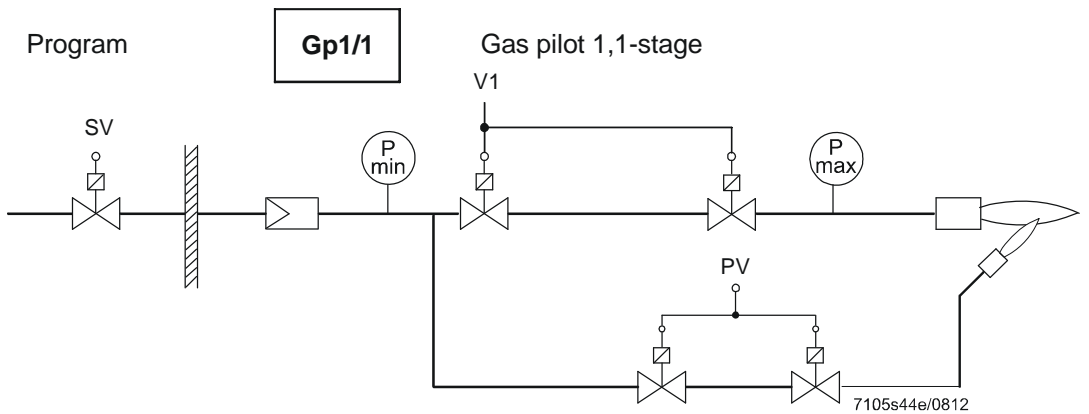 Program Gp1/1 Gas pilot 1,1-stage
V1
SV
P
min
P
max
PV
7105s44e/0812